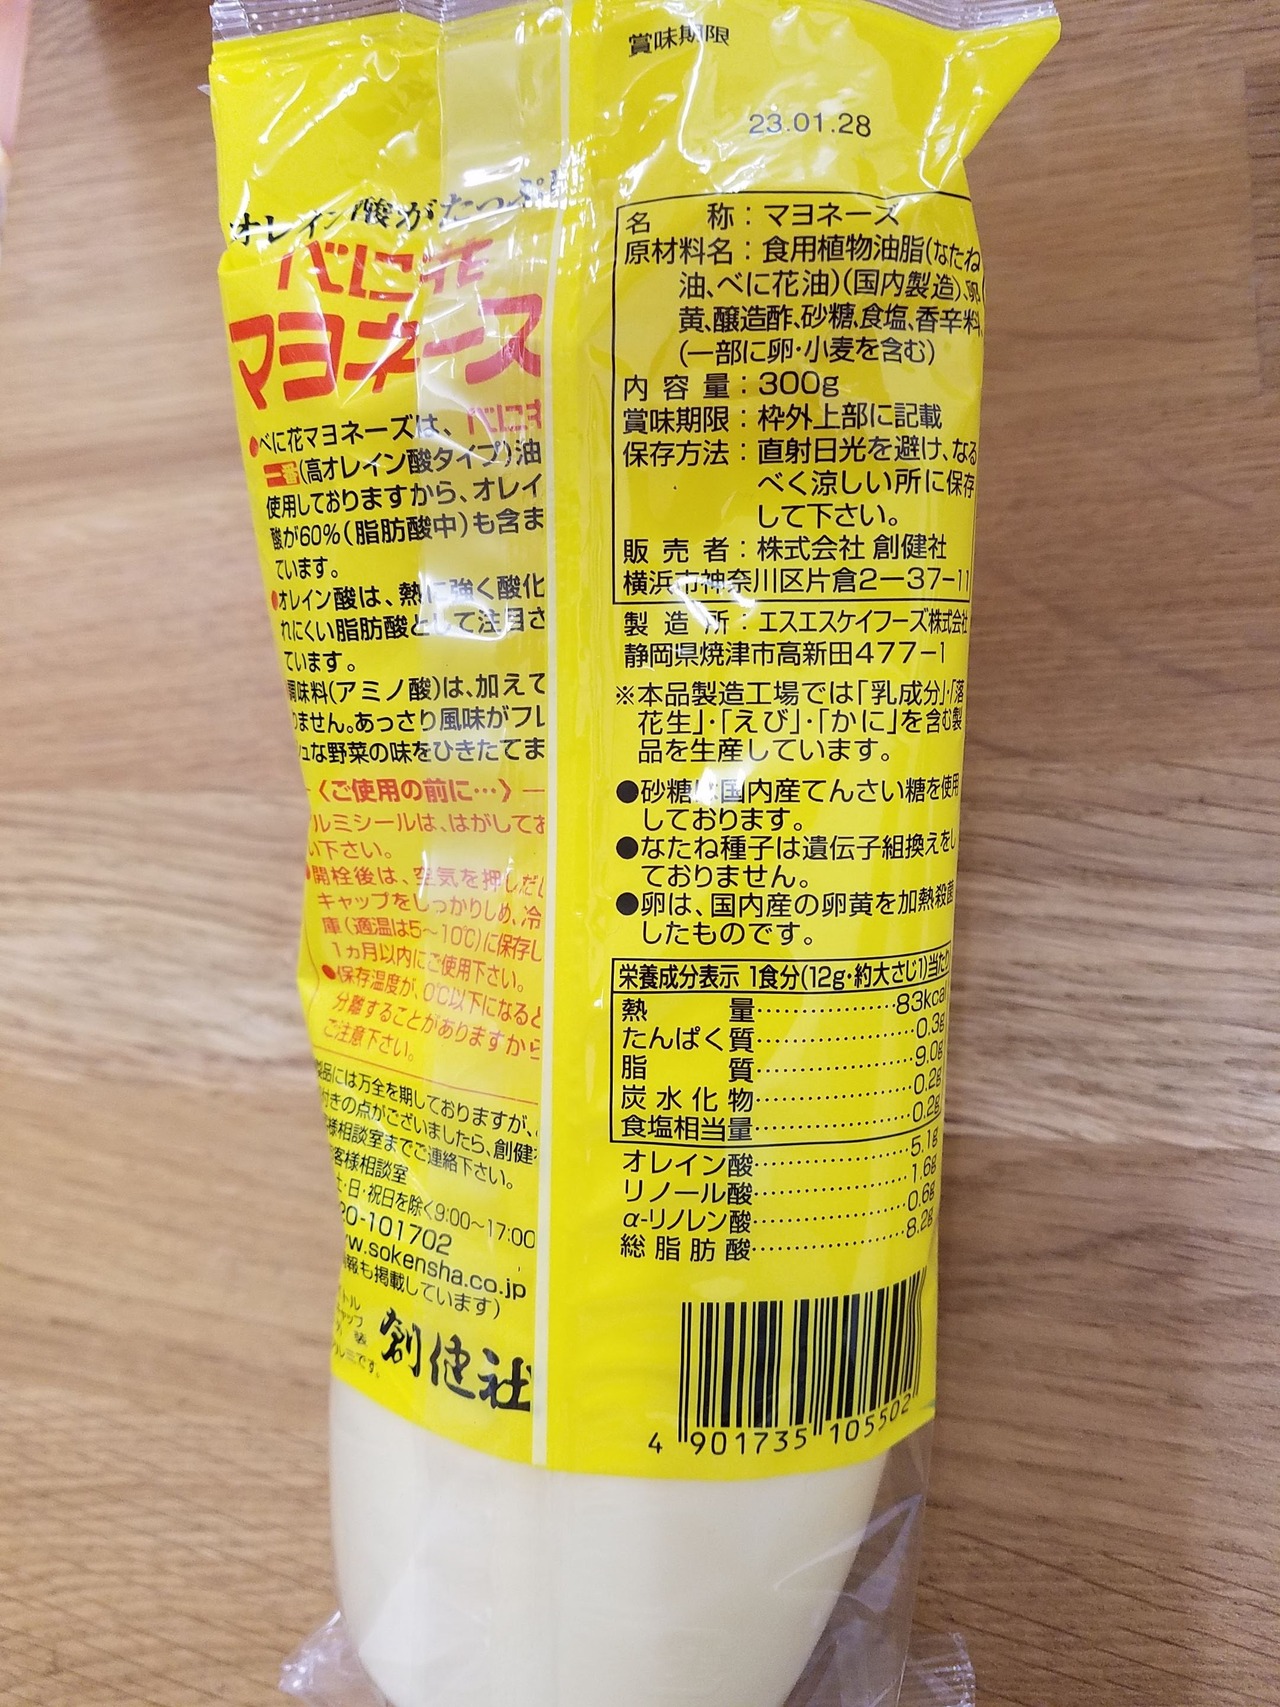 賞味期限
23.01.28
オレイン酸がたっぷり
べに花
マヨネーズ
●べに花マヨネーズは、べに花
一番(高オレイン酸タイプ)油
使用しておりますから、オレイ
酸が60%(脂肪酸中)も含ま
ています。
●オレイン酸は、熱に強く酸化
れにくい脂肪酸として注目さ
ています。
調味料(アミノ酸)は、加えて
ません。あっさり風味がフレ
ュな野菜の味をひきたてま
〈ご使用の前に…〉
ルミシールは、はがしてお
い下さい。
●開栓後は、空気を押しだし
キャップをしっかりしめ、冷
庫(適温は5〜10℃)に保存し
1ヵ月以内にご使用下さい。
●保存温度が、0℃以下になると
分離することがありますから
ご注意下さい。
品には万全を期しておりますが、
付きの点がございましたら、創健
様相談室までご連絡下さい。
客様相談室
土・日・祝日を除く9:00〜17:00
20-101702
w.sokensha.co.jp
報も掲載しています)
創健社
名称：マヨネーズ
原材料名：食用植物油脂(なたね
油、べに花油)(国内製造)、卵
黄、醸造酢、砂糖、食塩、香辛料、
(一部に卵・小麦を含む)
内容量：300g
賞味期限：枠外上部に記載
保存方法：直射日光を避け、なる
べく涼しい所に保存
して下さい。
販売者：株式会社 創健社
横浜市神奈川区片倉2ー37-11
製造所：エスエスケイフーズ株式会社
静岡県焼津市高新田477-1
※本品製造工場では「乳成分」・「落
花生」・「えび」・「かに」を含む製
品を生産しています。
●砂糖は国内産てんさい糖を使用
しております。
●なたね種子は遺伝子組換えをし
ておりません。
●卵は、国内産の卵黄を加熱殺菌
したものです。
栄養成分表示 1食分(12g・約大さじ1)当たり
熱量…………83kcal
たんぱく質…………0.3g
脂質…………9.0g
炭水化物…………0.2g
食塩相当量…………0.2g
オレイン酸…………5.1g
リノール酸…………1.6g
α-リノレン酸…………0.6g
総脂肪酸…………8.2g
4 901735 105502